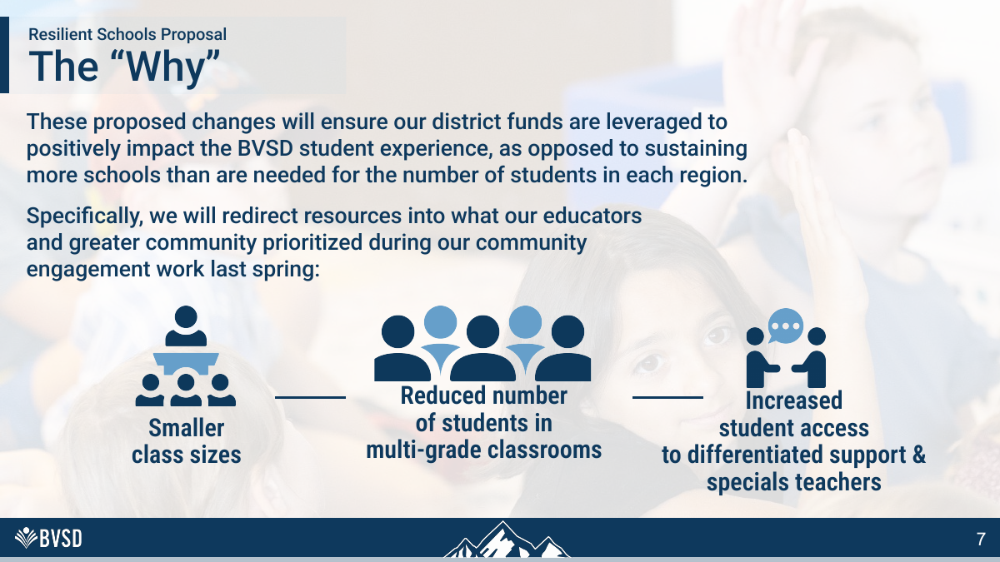 Resilient Schools Proposal
The “Why”
These proposed changes will ensure our district funds are leveraged to
positively impact the BVSD student experience, as opposed to sustaining
more schools than are needed for the number of students in each region.
Specifically, we will redirect resources into what our educators
and greater community prioritized during our community
engagement work last spring:
Smaller
class sizes
Reduced number
of students in
multi-grade classrooms
Increased
student access
to differentiated support &
specials teachers
BVSD
7